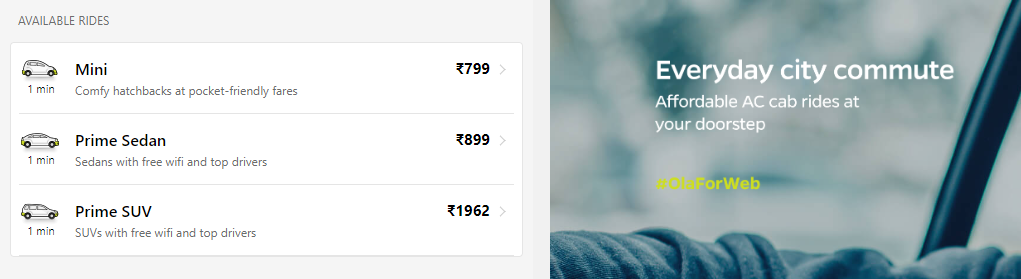 AVAILABLE RIDES
Mini
₹799
1 min
Comfy hatchbacks at pocket-friendly fares
Prime Sedan
₹899
1 min
Sedans with free wifi and top drivers
Prime SUV
₹1962
1 min
SUVs with free wifi and top drivers
Everyday city commute
Affordable AC cab rides at
your doorstep
#OlaForWeb